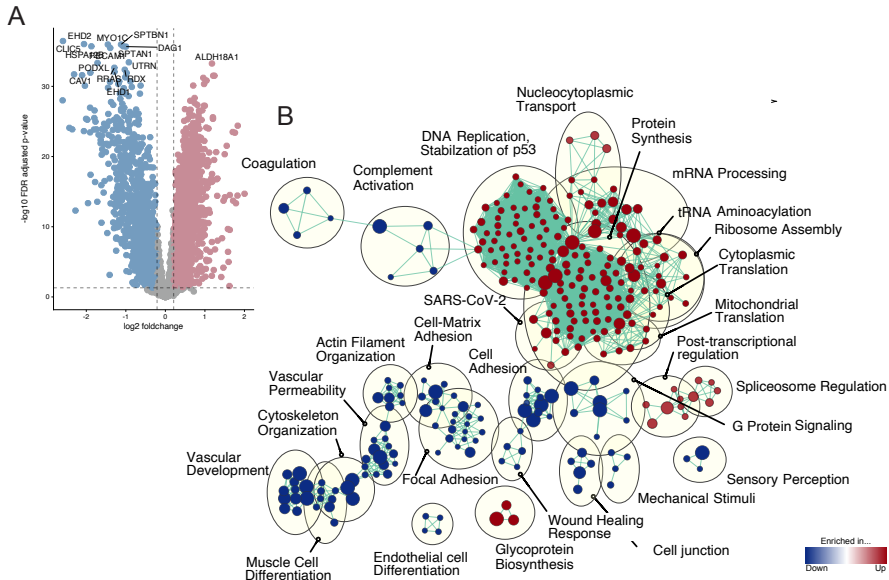 A
EHD2
MYO1C
SPTBN1
CLIC5
DAG1
HSPA12B
PECAM1
SPTAN1
ALDH18A1
UTRN
PODXL
CAV1
RRAS
RDX
EHD1
30
20
10
0
-2
-1
0
1
2
-log10 FDR adjusted p-value
log2 foldchange
B
Nucleocytoplasmic
Transport
Protein
Synthesis
DNA Replication,
Stabilzation of p53
Coagulation
Complement
Activation
mRNA Processing
tRNA Aminoacylation
Ribosome Assembly
Cytoplasmic
Translation
SARS-CoV-2
Mitochondrial
Translation
Cell-Matrix
Adhesion
Actin Filament
Organization
Cell
Adhesion
Post-transcriptional
regulation
Vascular
Permeability
Spliceosome Regulation
Cytoskeleton
Organization
G Protein Signaling
Vascular
Development
Focal Adhesion
Sensory Perception
Mechanical Stimuli
Wound Healing
Response
Cell junction
Muscle Cell
Differentiation
Endothelial cell
Differentiation
Glycoprotein
Biosynthesis
Enriched in...
Down
Up